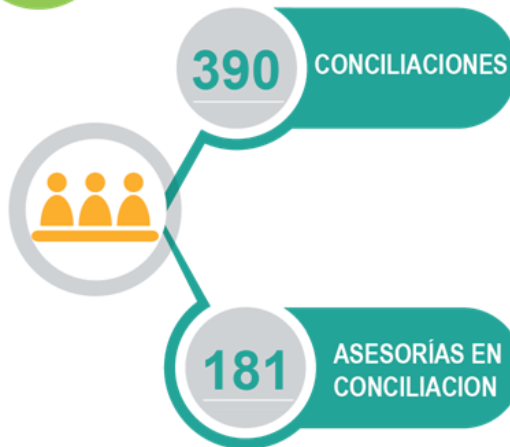 390
CONCILIACIONES
181
ASESORÍAS EN
CONCILIACION